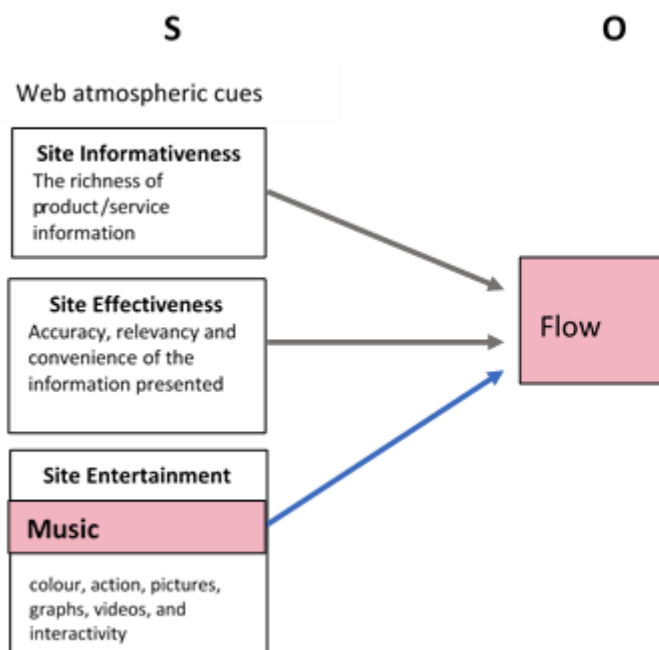 S
O
Web atmospheric cues
Site Informativeness
The richness of
product/service
information
Site Effectiveness
Accuracy, relevancy and
convenience of the
information presented
Flow
Site Entertainment
Music
colour, action, pictures,
graphs, videos, and
interactivity